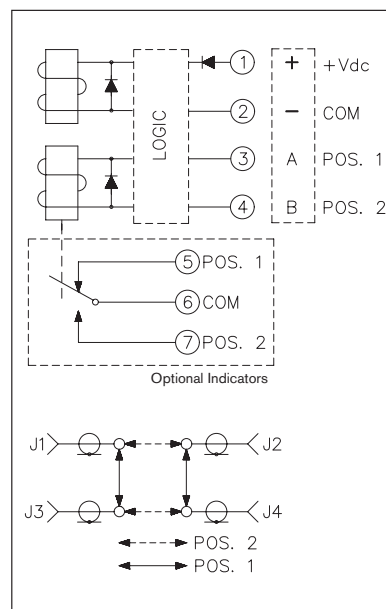 1 + +Vdc
2 − COM
LOGIC
3 A POS. 1
4 B POS. 2
5 POS. 1
6 COM
7 POS. 2
Optional Indicators
J1 J2
J3 J4
POS. 2
POS. 1